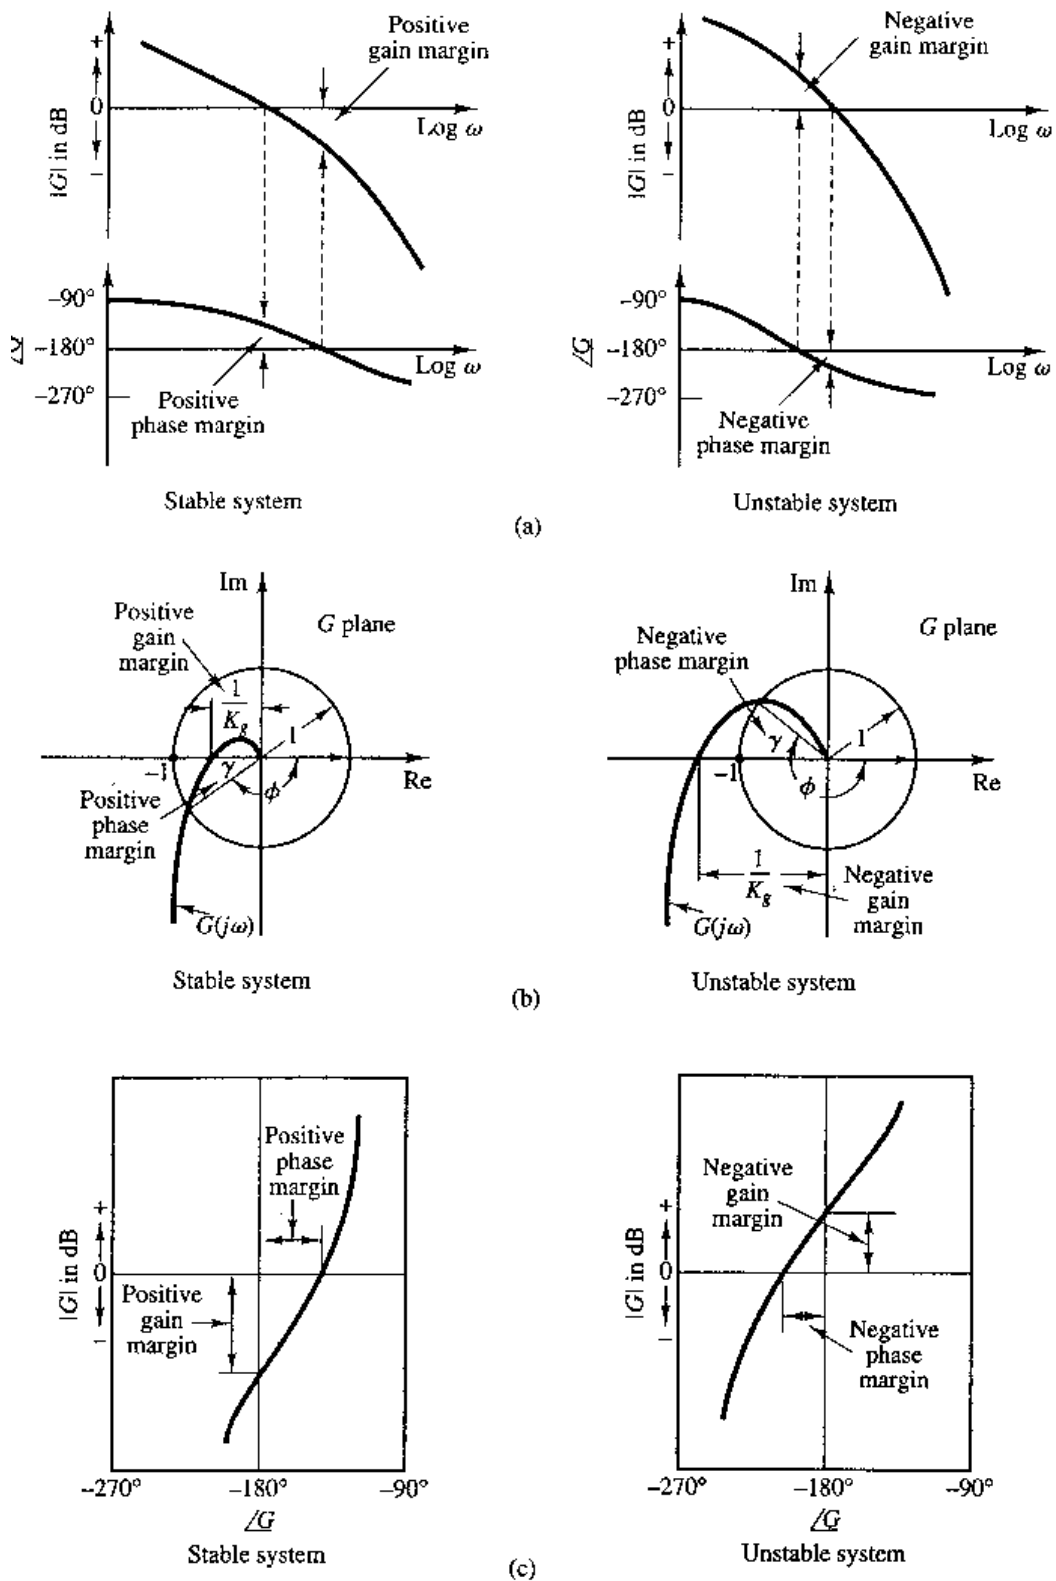 Positive
gain margin
+
0
–
|G| in dB
Log ω
–90°
–180°
–270°
Log ω
Positive
phase margin
Stable system
Negative
gain margin
+
0
–
|G| in dB
Log ω
–90°
–180°
–270°
/G
Log ω
Negative
phase margin
Unstable system
(a)
Im
Positive
gain
margin
G plane
1
K_g
1
–1
γ
ϕ
Re
Positive
phase
margin
G(jω)
Stable system
Im
Negative
phase margin
G plane
γ
1
–1
ϕ
Re
1
K_g
Negative
gain
margin
G(jω)
Unstable system
(b)
Positive
phase
margin
+
0
–
|G| in dB
Positive
gain
margin
–270°
–180°
–90°
/G
Stable system
Negative
gain
margin
+
0
–
|G| in dB
Negative
phase
margin
–270°
–180°
–90°
/G
Unstable system
(c)